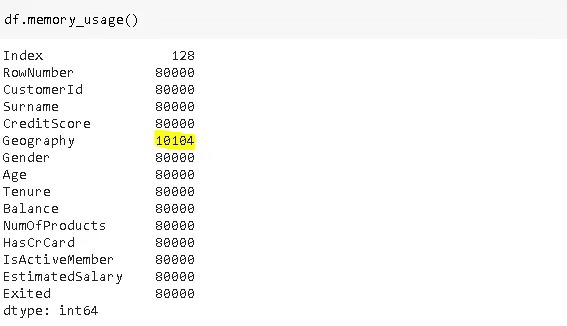 df.memory_usage()
Index 128
RowNumber 80000
CustomerId 80000
Surname 80000
CreditScore 80000
Geography 10104
Gender 80000
Age 80000
Tenure 80000
Balance 80000
NumOfProducts 80000
HasCrCard 80000
IsActiveMember 80000
EstimatedSalary 80000
Exited 80000
dtype: int64